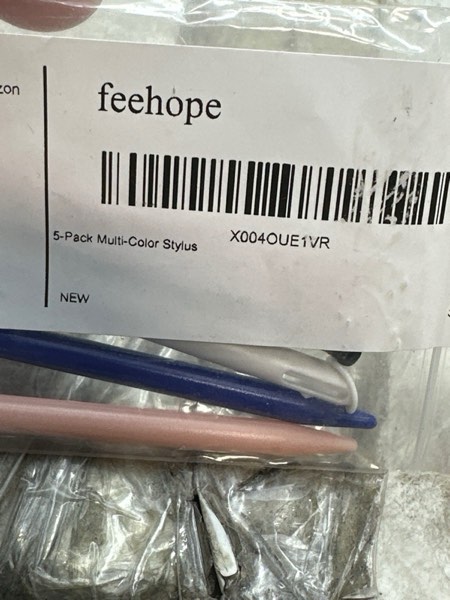 zon
feehope
5-Pack Multi-Color Stylus X004OUE1VR
NEW